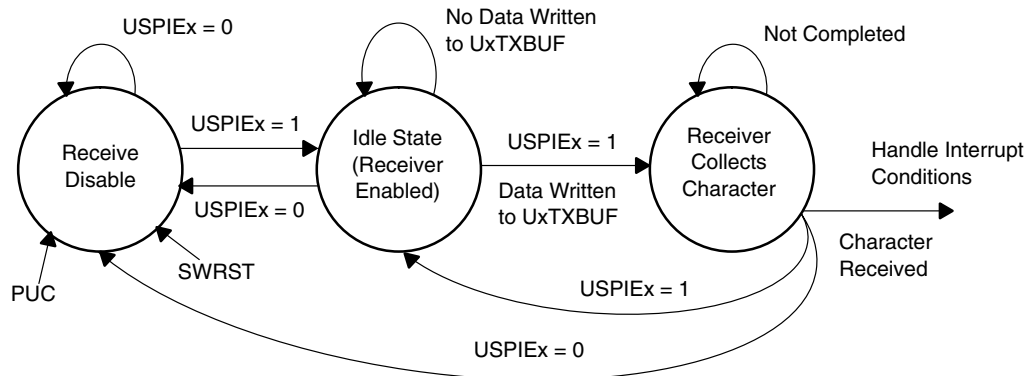 USPIEx = 0
No Data Written
to UxTXBUF
Not Completed
USPIEx = 1
Idle State
(Receiver
Enabled)
USPIEx = 1
Receiver
Collects
Character
Handle Interrupt
Conditions
Receive
Disable
USPIEx = 0
Data Written
to UxTXBUF
Character
Received
PUC
SWRST
USPIEx = 1
USPIEx = 0